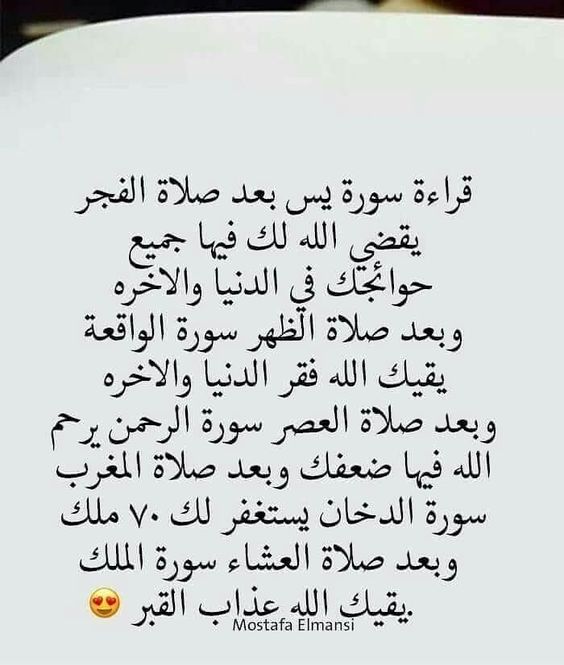 قراءة سورة يس بعد صلاة الفجر
يقضي الله لك فيها جميع
حوائجك في الدنيا والاخره
وبعد صلاة الظهر سورة الواقعة
يقيك الله فقر الدنيا والاخره
وبعد صلاة العصر سورة الرحمن يرحم
الله فيها ضعفك وبعد صلاة المغرب
سورة الدخان يستغفر لك ٧٠ ملك
وبعد صلاة العشاء سورة الملك
يقيك الله عذاب القبر. 😍
Mostafa Elmansi